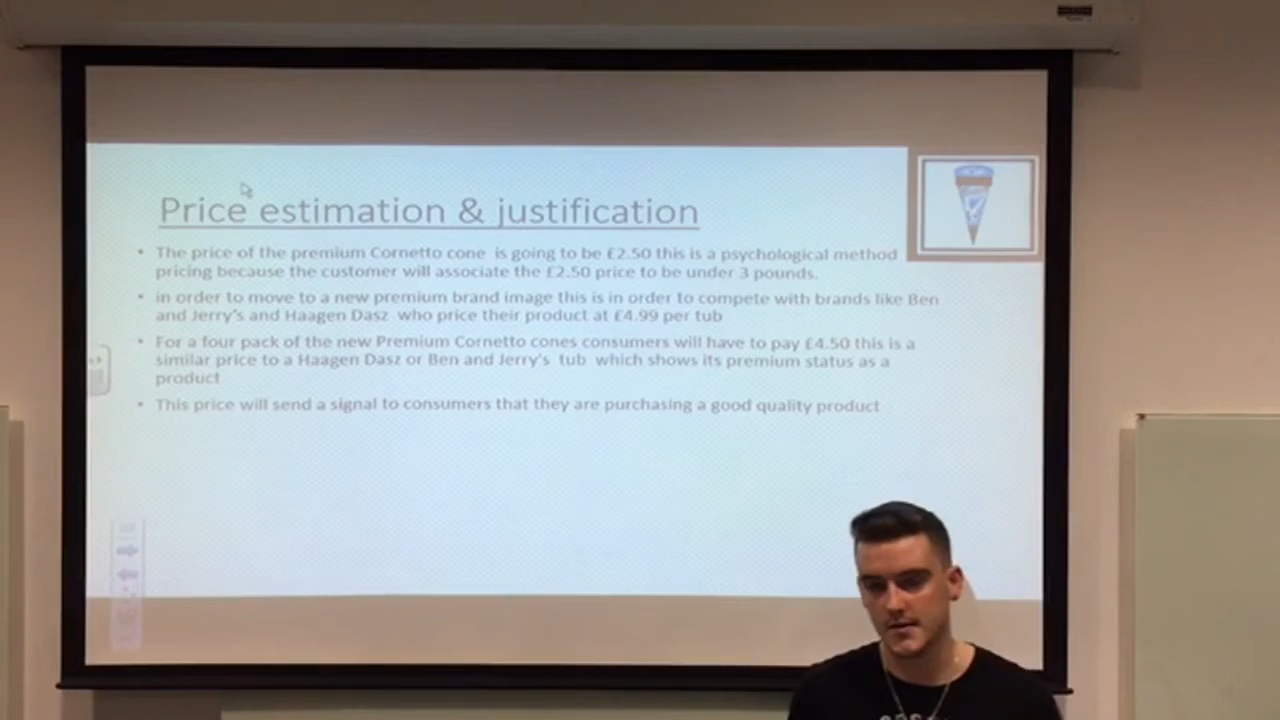 Price estimation & justification
• The price of the premium Cornetto cone is going to be £2.50 this is a psychological method
pricing because the customer will associate the £2.50 price to be under 3 pounds.
• in order to move to a new premium brand image this is in order to compete with brands like Ben
and Jerry's and Haagen Dasz who price their product at £4.99 per tub
• For a four pack of the new Premium Cornetto cones consumers will have to pay £4.50 this is a
similar price to a Haagen Dasz or Ben and Jerry's tub which shows its premium status as a
product
• This price will send a signal to consumers that they are purchasing a good quality product